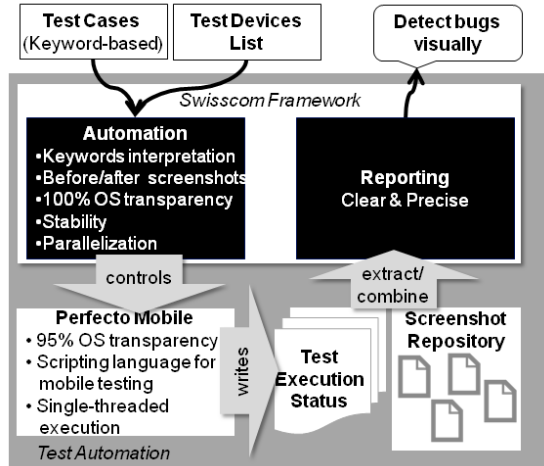 Test Cases
(Keyword-based)
Test Devices
List
Detect bugs
visually
Swisscom Framework
Automation
•Keywords interpretation
•Before/after screenshots
•100% OS transparency
•Stability
•Parallelization
Reporting
Clear & Precise
controls
extract/
combine
Perfecto Mobile
• 95% OS transparency
• Scripting language for
mobile testing
• Single-threaded
execution
writes
Test
Execution
Status
Screenshot
Repository
Test Automation